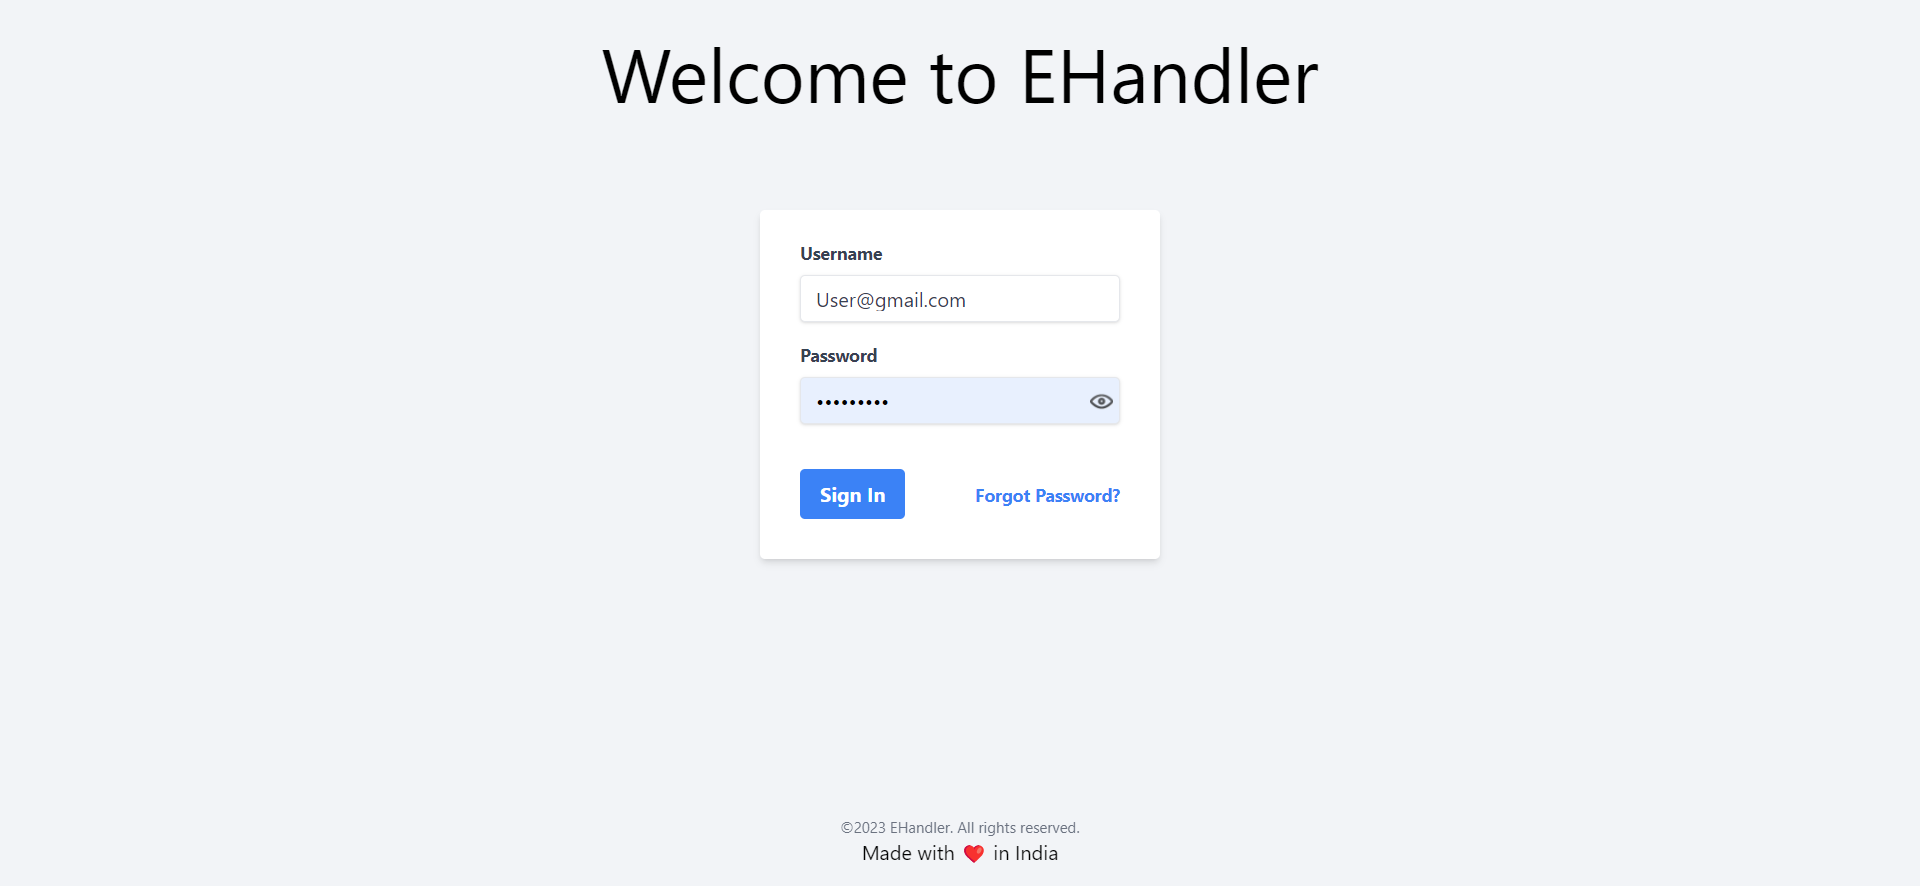 Welcome to EHandler
Username
User@gmail.com
Password
•••••••••
Sign In
Forgot Password?
©2023 EHandler. All rights reserved.
Made with ❤️ in India